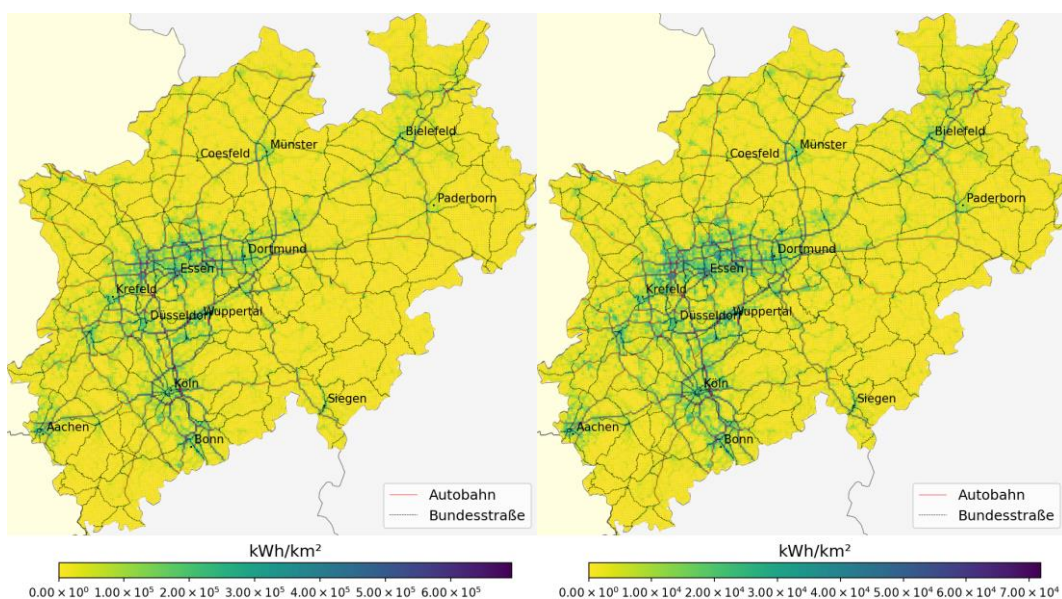 Bielefeld
Münster
Coesfeld
Paderborn
Dortmund
Essen
Krefeld
Düsseldorf
Wuppertal
Köln
Siegen
Aachen
Bonn
Autobahn
Bundesstraße
kWh/km²
0.00 × 10⁰ 1.00 × 10⁵ 2.00 × 10⁵ 3.00 × 10⁵ 4.00 × 10⁵ 5.00 × 10⁵ 6.00 × 10⁵
Bielefeld
Münster
Coesfeld
Paderborn
Dortmund
Essen
Krefeld
Düsseldorf
Wuppertal
Köln
Siegen
Aachen
Bonn
Autobahn
Bundesstraße
kWh/km²
0.00 × 10⁰ 1.00 × 10⁴ 2.00 × 10⁴ 3.00 × 10⁴ 4.00 × 10⁴ 5.00 × 10⁴ 6.00 × 10⁴ 7.00 × 10⁴